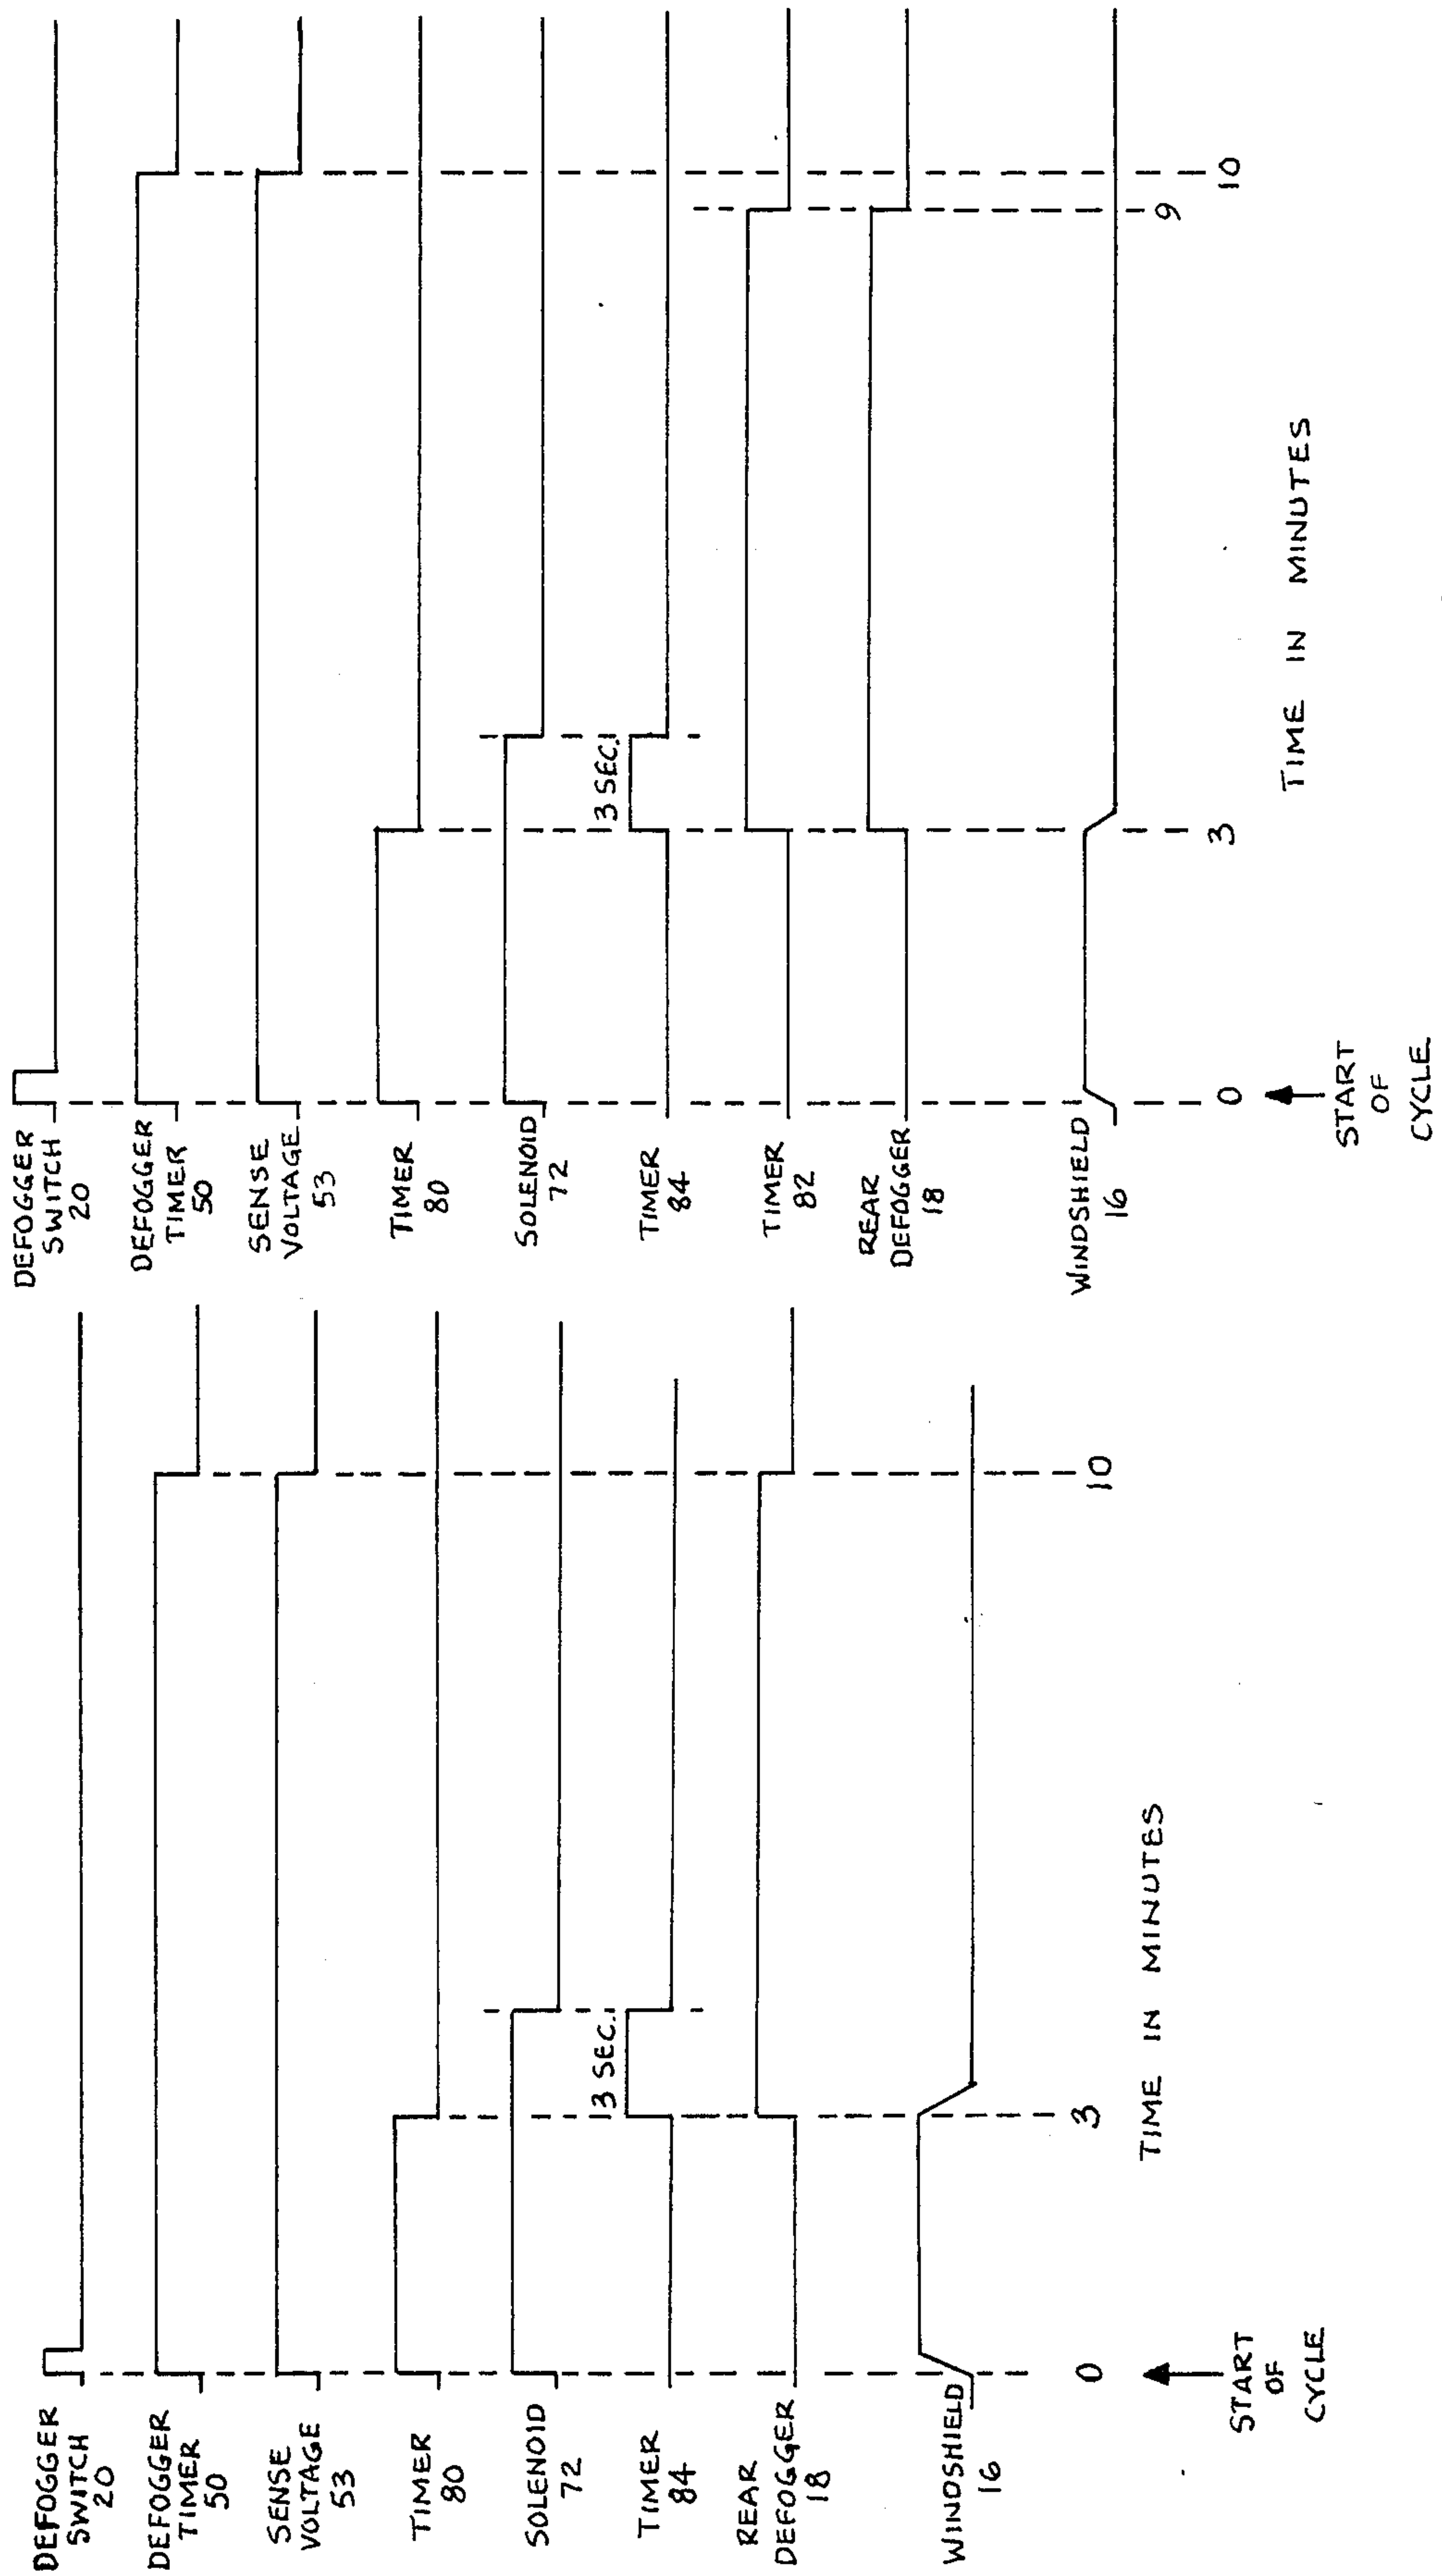 DEFOGGER
SWITCH
20
DEFOGGER
TIMER
50
SENSE
VOLTAGE
53
TIMER
80
SOLENOID
72
TIMER
84
3 SEC.
REAR
DEFOGGER
18
WINDSHIELD
16
0
3
10
START
OF
CYCLE
TIME IN MINUTES
DEFOGGER
SWITCH
20
DEFOGGER
TIMER
50
SENSE
VOLTAGE
53
TIMER
80
SOLENOID
72
TIMER
84
3 SEC.
TIMER
82
REAR
DEFOGGER
18
WINDSHIELD
16
0
3
9
10
START
OF
CYCLE
TIME IN MINUTES